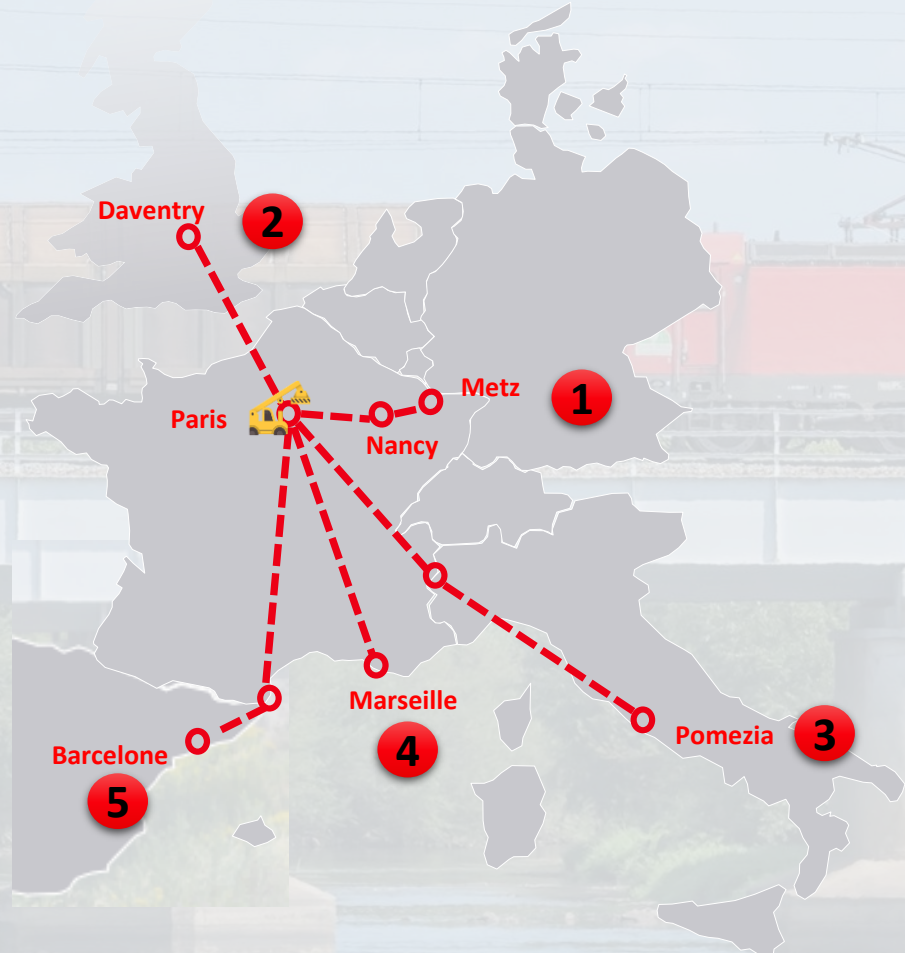 Daventry
2
Metz
1
Paris
Nancy
Marseille
4
Pomezia
3
Barcelone
5